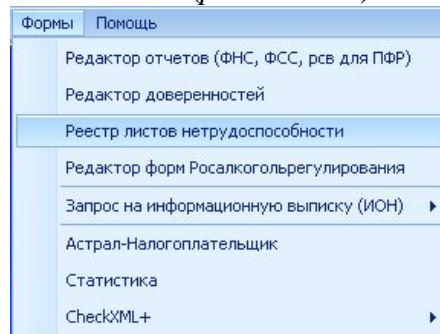 Формы Помощь
Редактор отчетов (ФНС, ФСС, рсв для ПФР)
Редактор доверенностей
Реестр листов нетрудоспособности
Редактор форм Росалкогольрегулирования
Запрос на информационную выписку (ИОН)
Астрал-Налогоплательщик
Статистика
CheckXML+